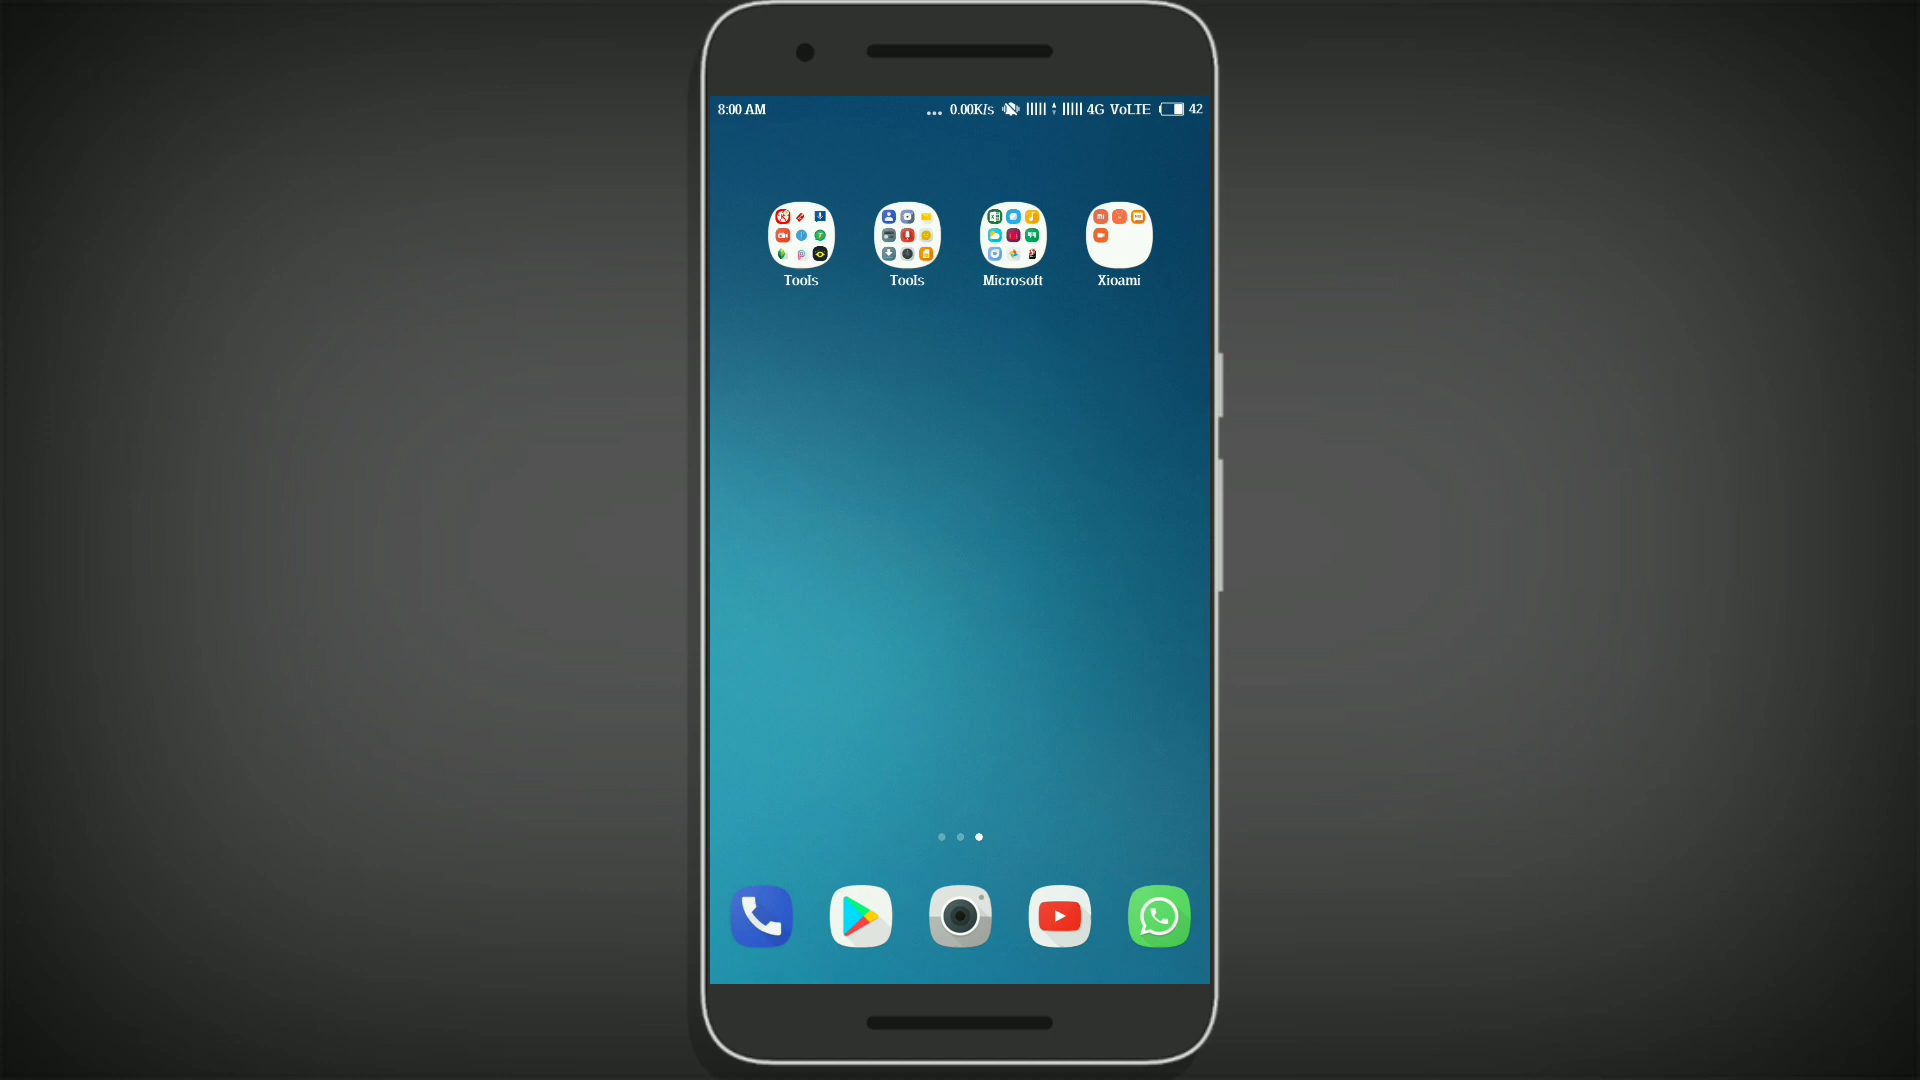 8:00 AM ... 0.00K/s 4G VoLTE 42
Tools Tools Microsoft Xioami